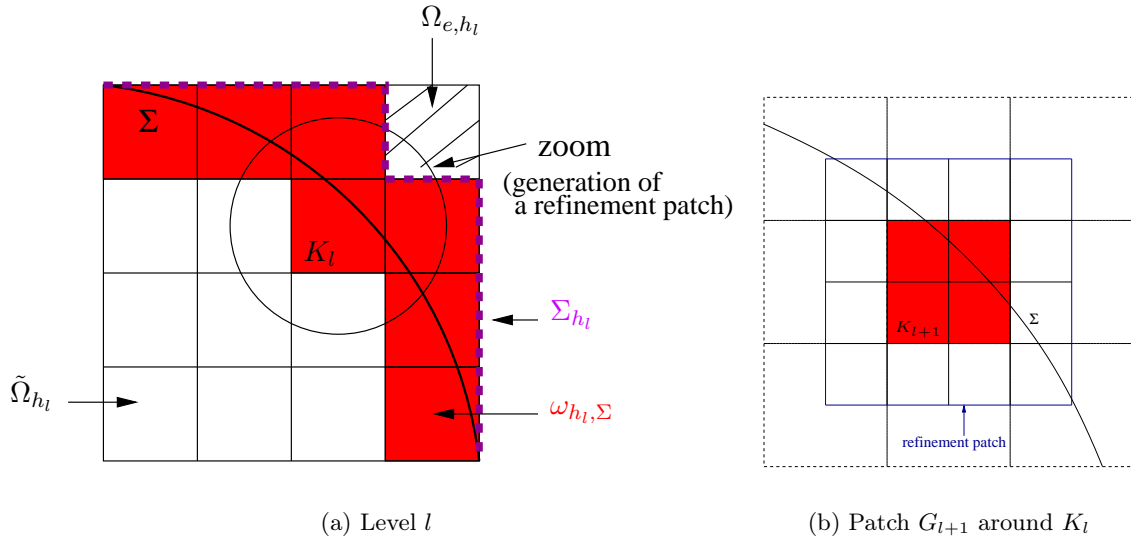 Ω_{e,h_l}
Σ
zoom
(generation of
a refinement patch)
K_l
Σ_{h_l}
Ω̃_{h_l}
ω_{h_l,Σ}
(a) Level l
K_{l+1}
Σ
refinement patch
(b) Patch G_{l+1} around K_l